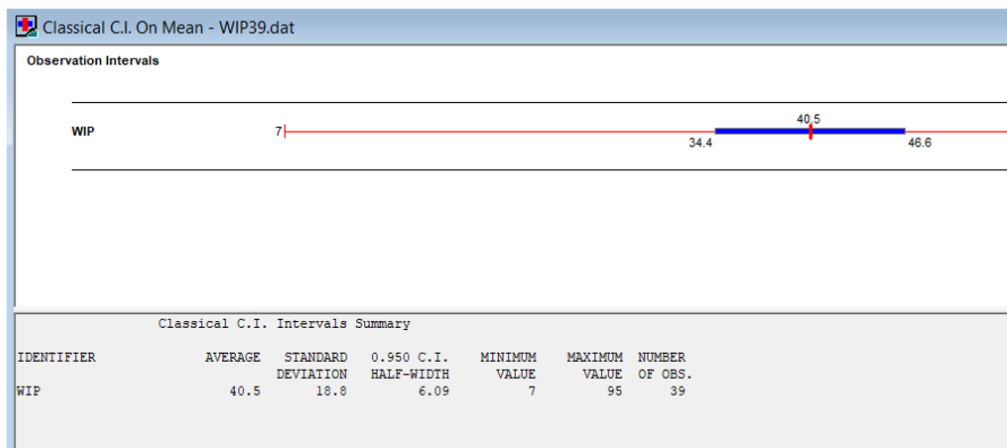 Classical C.I. On Mean - WIP39.dat
Observation Intervals
40.5
WIP 7
34.4 46.6
Classical C.I. Intervals Summary
IDENTIFIER AVERAGE STANDARD 0.950 C.I. MINIMUM MAXIMUM NUMBER
DEVIATION HALF-WIDTH VALUE VALUE OF OBS.
WIP 40.5 18.8 6.09 7 95 39